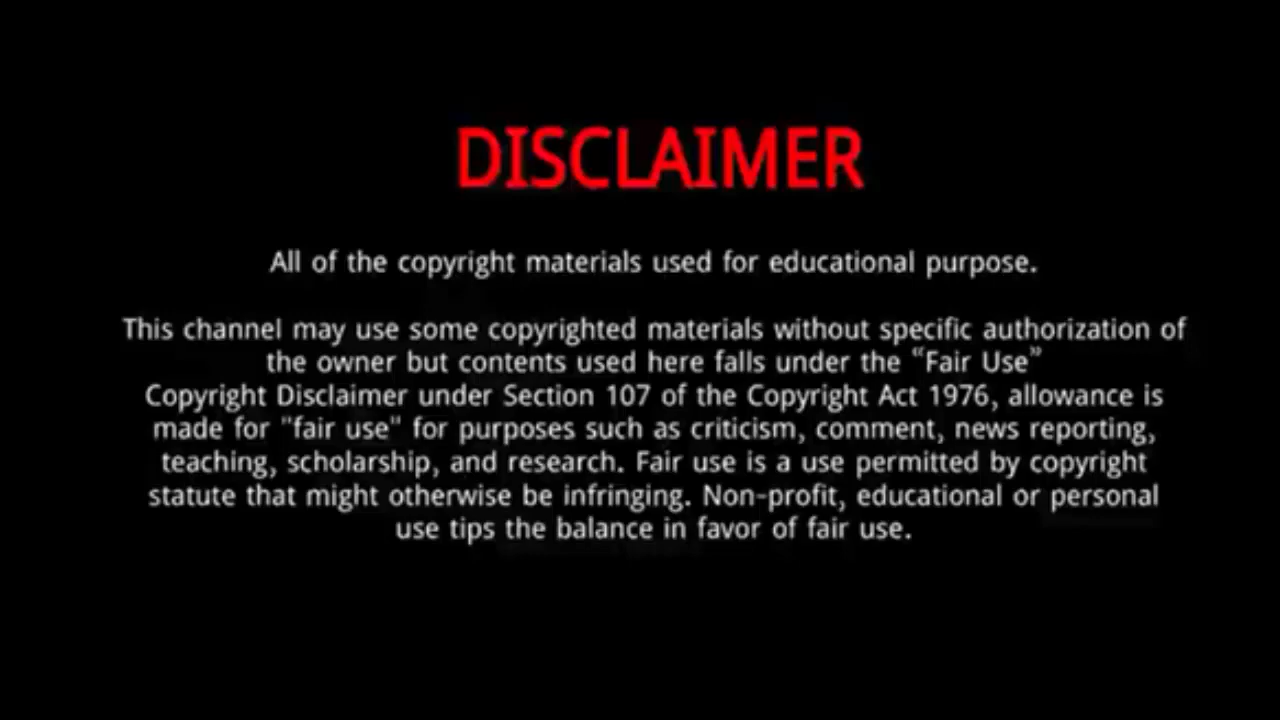 DISCLAIMER
All of the copyright materials used for educational purpose.
This channel may use some copyrighted materials without specific authorization of
the owner but contents used here falls under the “Fair Use”
Copyright Disclaimer under Section 107 of the Copyright Act 1976, allowance is
made for "fair use" for purposes such as criticism, comment, news reporting,
teaching, scholarship, and research. Fair use is a use permitted by copyright
statute that might otherwise be infringing. Non-profit, educational or personal
use tips the balance in favor of fair use.